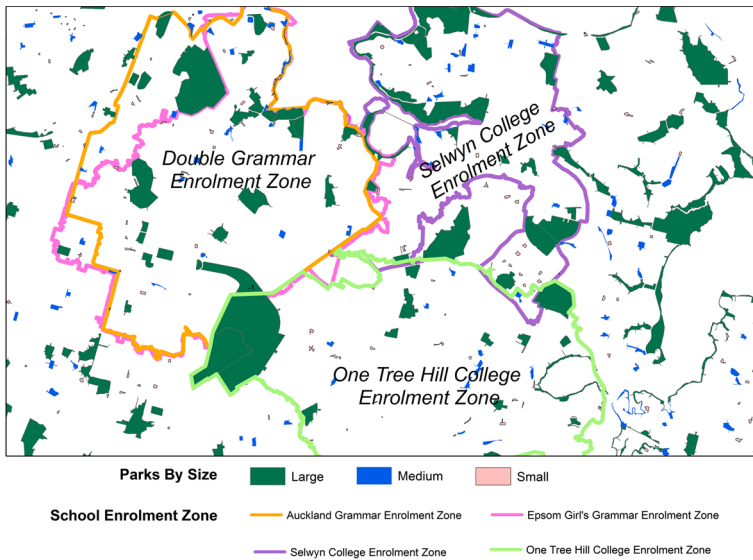 Double Grammar
Enrolment Zone
Selwyn College
Enrolment Zone
One Tree Hill College
Enrolment Zone
Parks By Size
Large
Medium
Small
School Enrolment Zone
Auckland Grammar Enrolment Zone
Epsom Girl's Grammar Enrolment Zone
Selwyn College Enrolment Zone
One Tree Hill College Enrolment Zone